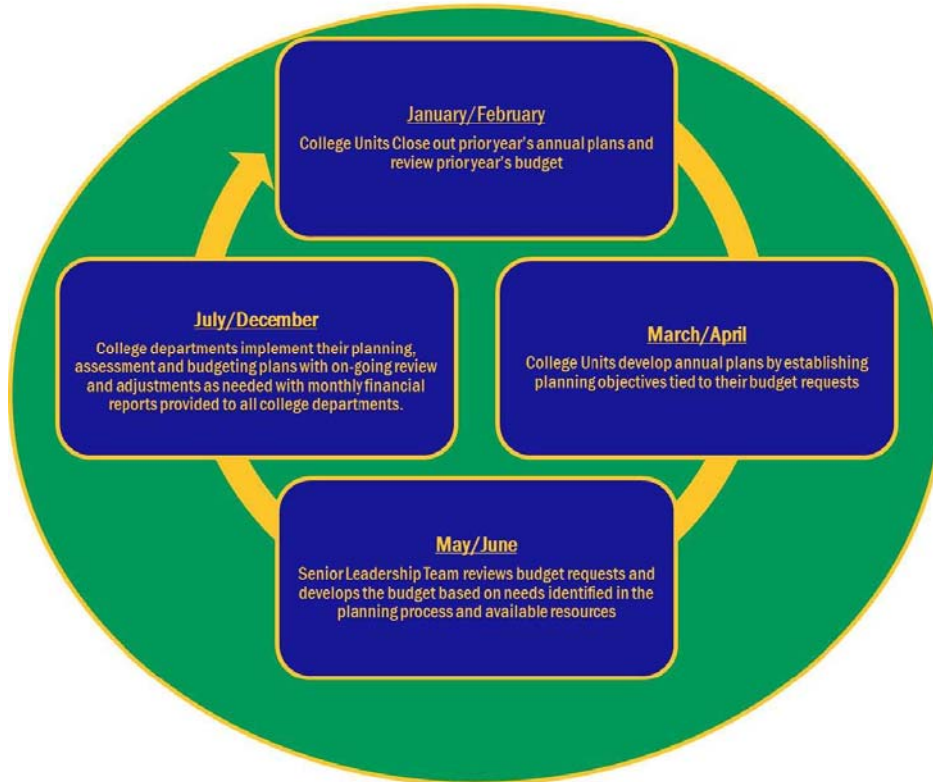 January/February
College Units Close out prior year's annual plans and
review prior year's budget
March/April
College Units develop annual plans by establishing
planning objectives tied to their budget requests
May/June
Senior Leadership Team reviews budget requests and
develops the budget based on needs identified in the
planning process and available resources
July/December
College departments implement their planning,
assessment and budgeting plans with on-going review
and adjustments as needed with monthly financial
reports provided to all college departments.